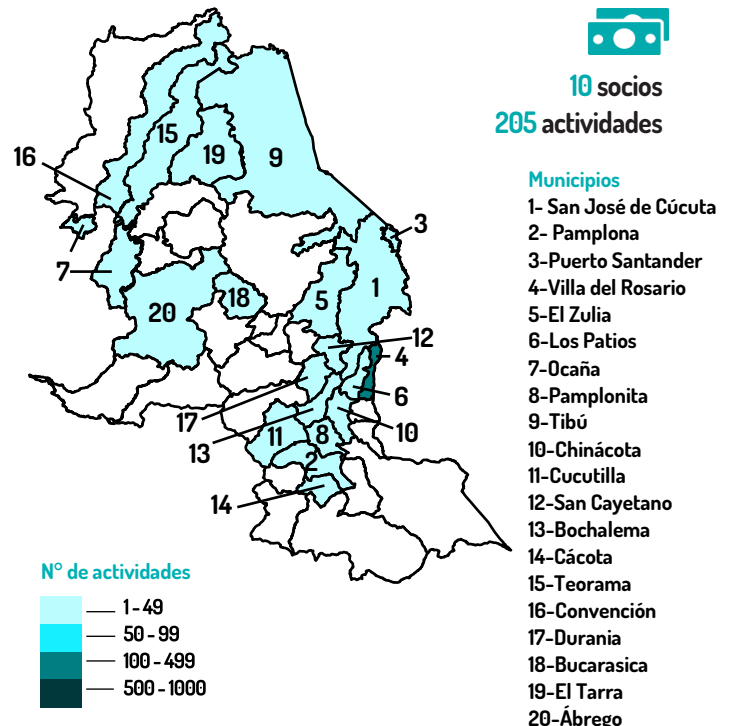 10 socios
205 actividades
Municipios
1- San José de Cúcuta
2- Pamplona
3-Puerto Santander
4-Villa del Rosario
5-El Zulia
6-Los Patios
7-Ocaña
8-Pamplonita
9-Tibú
10-Chinácota
11-Cucutilla
12-San Cayetano
13-Bochalema
14-Cácota
15-Teorama
16-Convención
17-Durania
18-Bucarasica
19-El Tarra
20-Ábrego
16
15
19
9
3
7
20
18
5
1
12
4
6
17
13
11
8
10
2
14
N° de actividades
1 - 49
50 - 99
100 - 499
500 - 1000